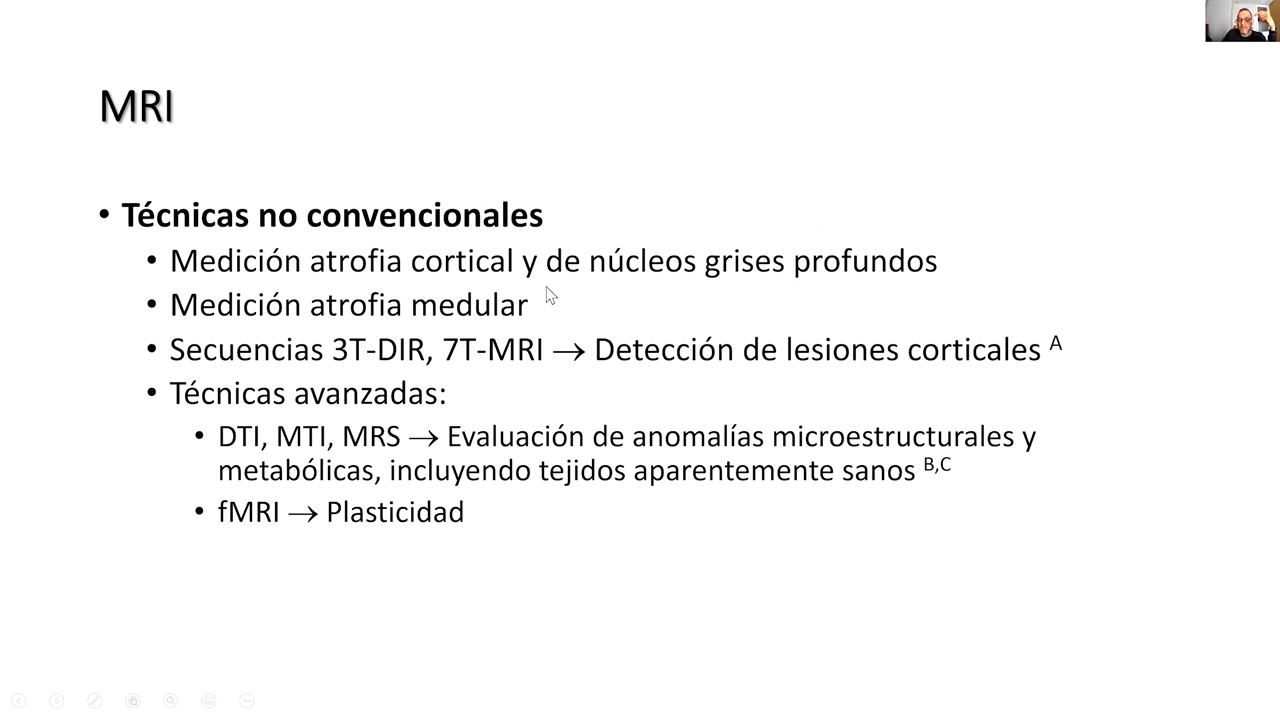 MRI
• Técnicas no convencionales
• Medición atrofia cortical y de núcleos grises profundos
• Medición atrofia medular
• Secuencias 3T-DIR, 7T-MRI → Detección de lesiones corticales A
• Técnicas avanzadas:
• DTI, MTI, MRS → Evaluación de anomalías microestructurales y
metabólicas, incluyendo tejidos aparentemente sanos B,C
• fMRI → Plasticidad